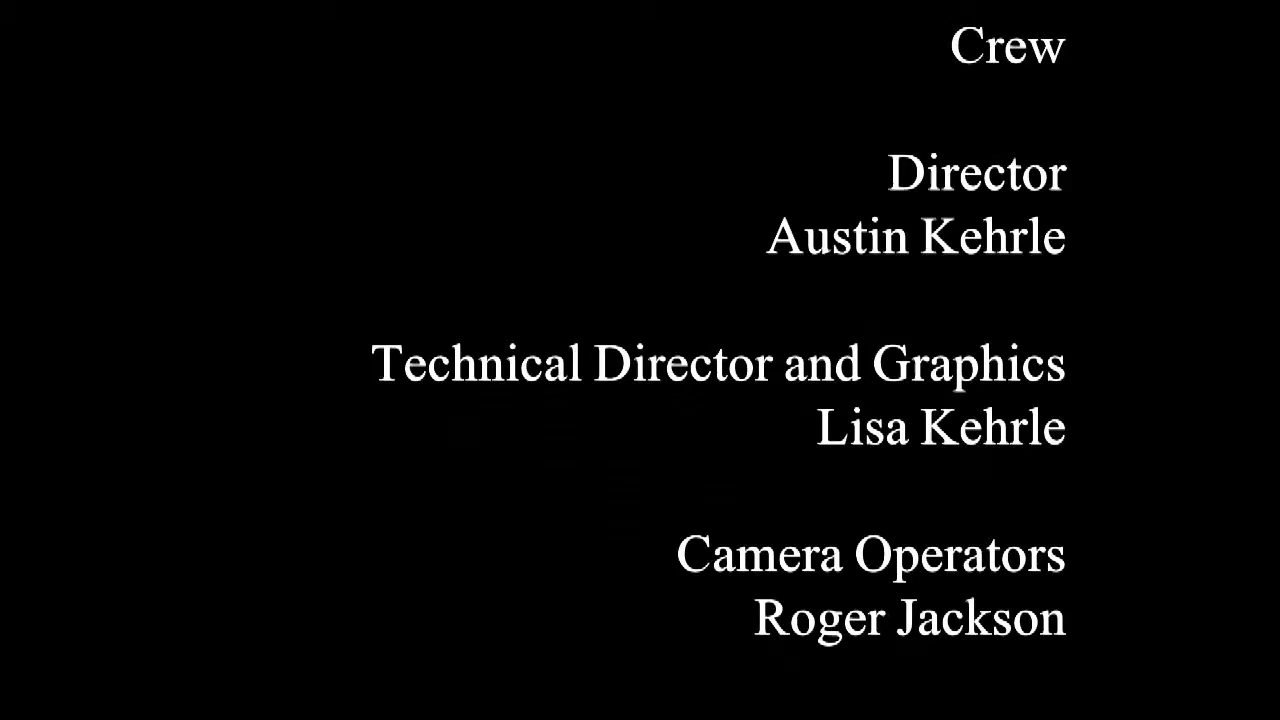 Crew
Director
Austin Kehrle
Technical Director and Graphics
Lisa Kehrle
Camera Operators
Roger Jackson